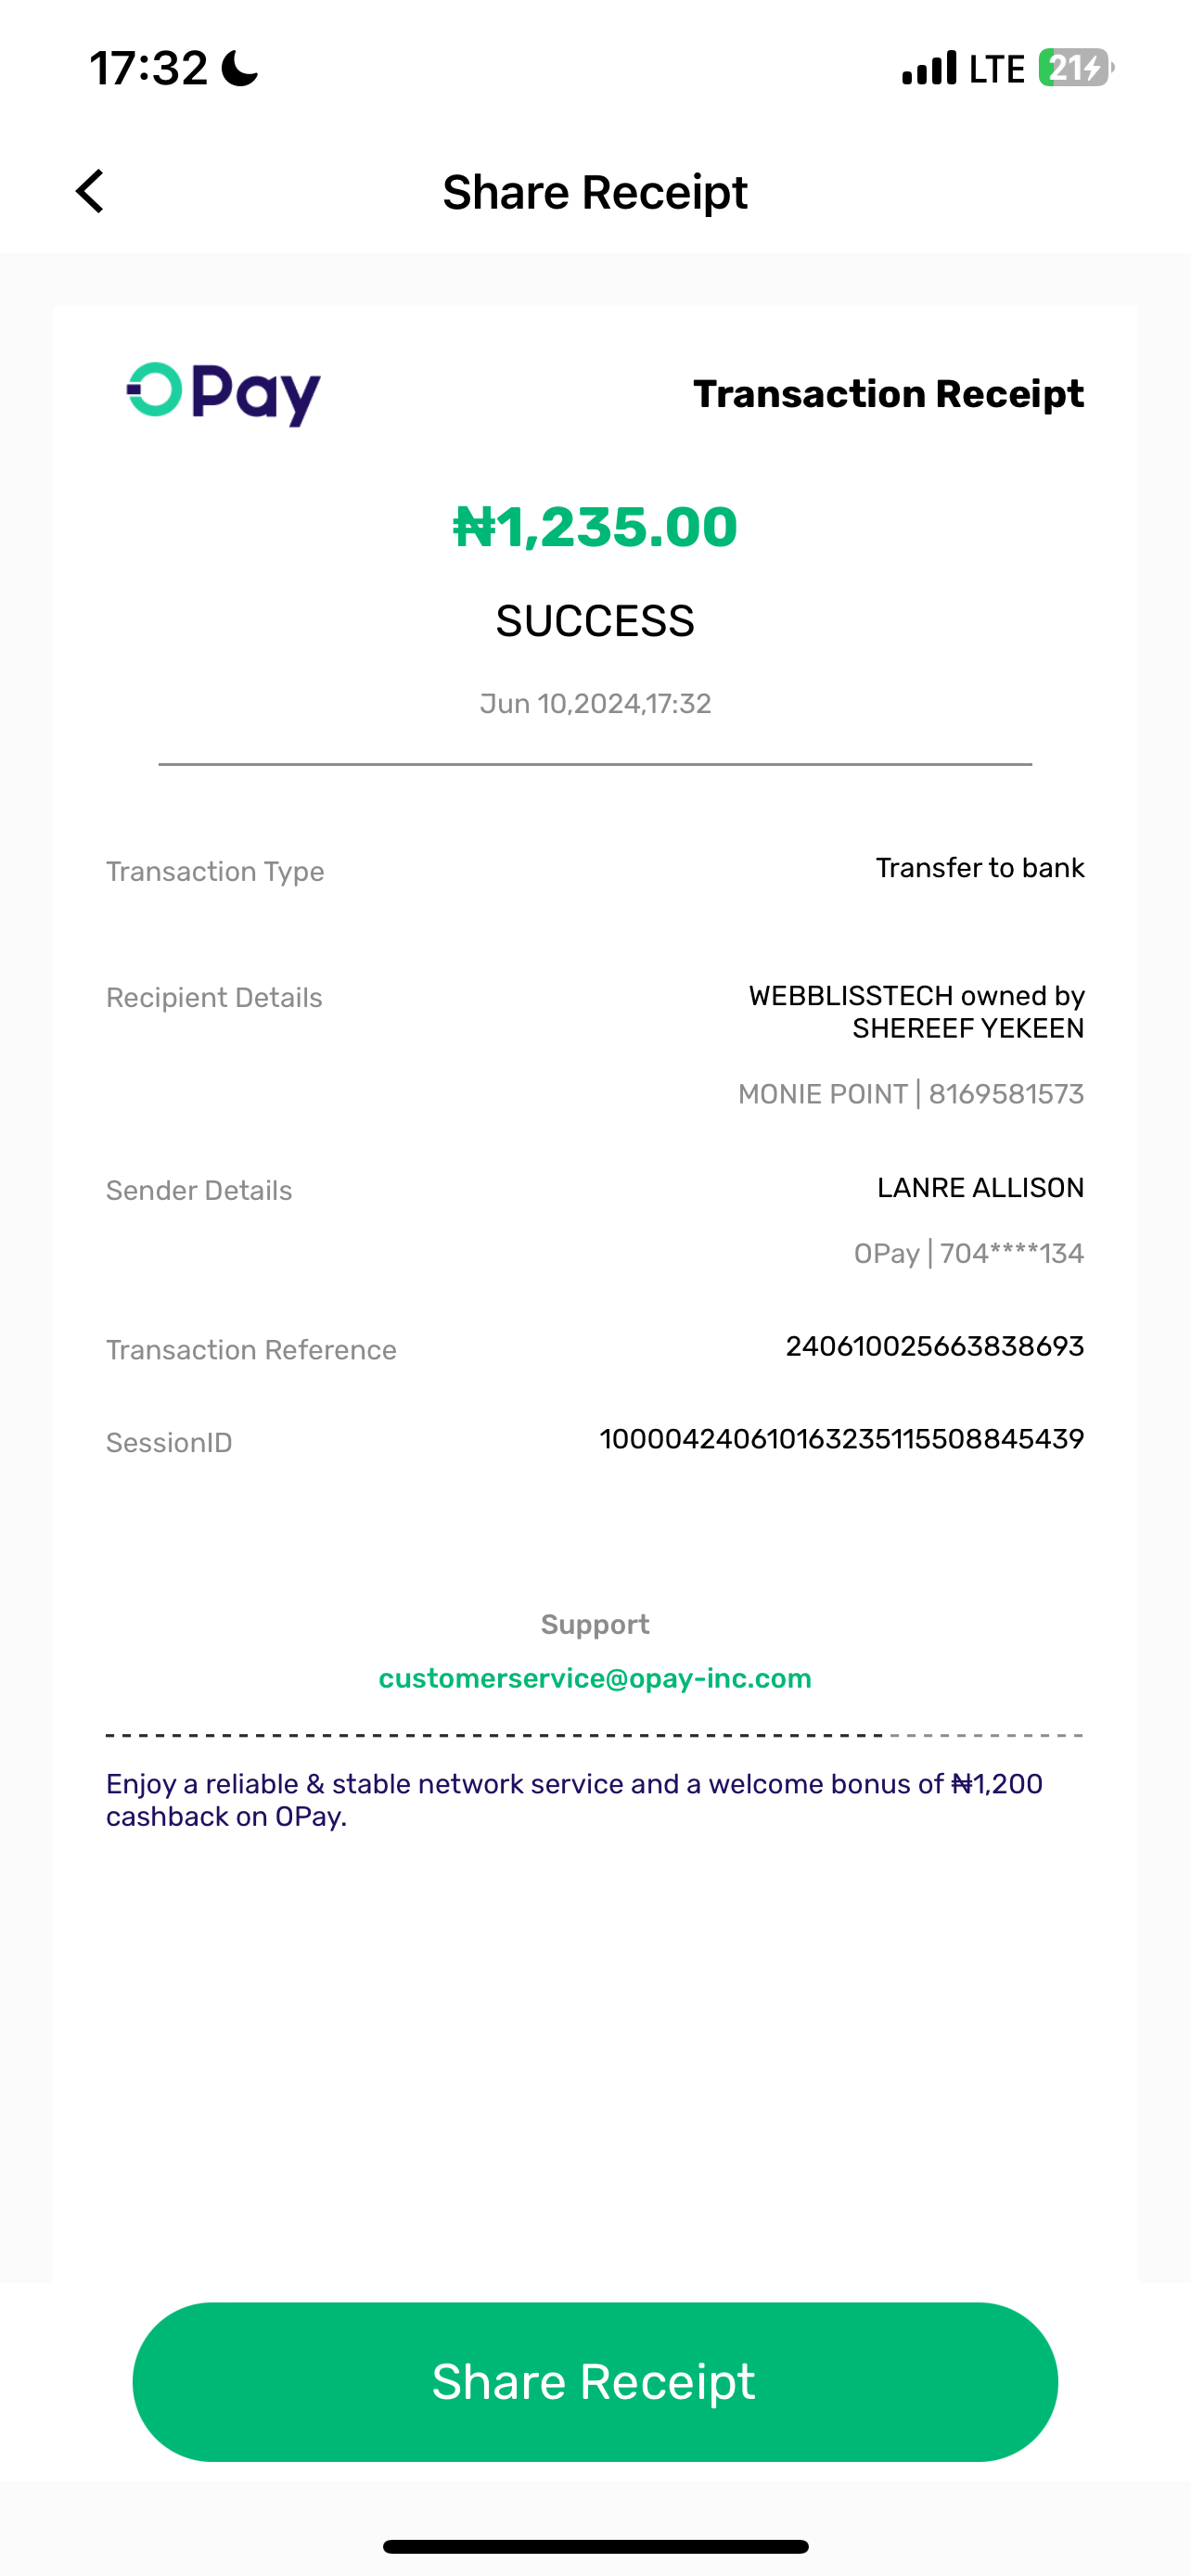 17:32 LTE 21
Share Receipt
OPay Transaction Receipt
₦1,235.00
SUCCESS
Jun 10,2024,17:32
Transaction Type Transfer to bank
Recipient Details WEBBLISSTECH owned by
SHEREEF YEKEEN
MONIE POINT | 8169581573
Sender Details LANRE ALLISON
OPay | 704****134
Transaction Reference 240610025663838693
SessionID 100004240610163235115508845439
Support
customerservice@opay-inc.com
Enjoy a reliable & stable network service and a welcome bonus of ₦1,200
cashback on OPay.
Share Receipt